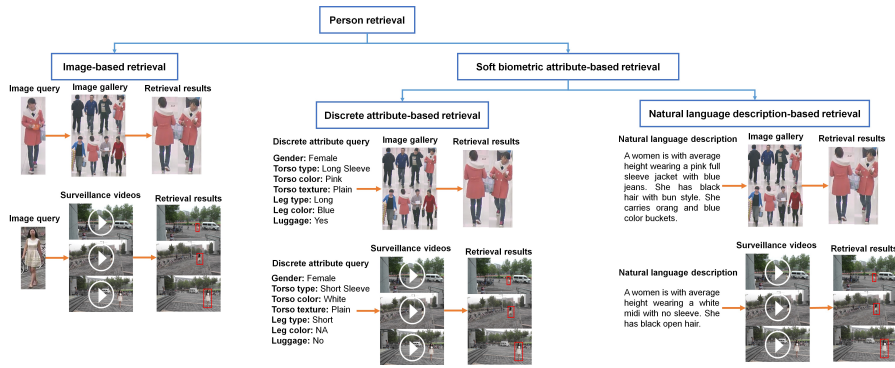 Person retrieval
Image-based retrieval
Soft biometric attribute-based retrieval
Image query
Image gallery
Retrieval results
Surveillance videos
Retrieval results
Image query
Discrete attribute-based retrieval
Discrete attribute query
Image gallery
Retrieval results
Gender: Female
Torso type: Long Sleeve
Torso color: Pink
Torso texture: Plain
Leg type: Long
Leg color: Blue
Luggage: Yes
Surveillance videos
Retrieval results
Discrete attribute query
Gender: Female
Torso type: Short Sleeve
Torso color: White
Torso texture: Plain
Leg type: Short
Leg color: NA
Luggage: No
Natural language description-based retrieval
Natural language description
Image gallery
Retrieval results
A women is with average
height wearing a pink full
sleeve jacket with blue
jeans. She has black
hair with bun style. She
carries orang and blue
color buckets.
Surveillance videos
Retrieval results
Natural language description
A women is with average
height wearing a white
midi with no sleeve. She
has black open hair.